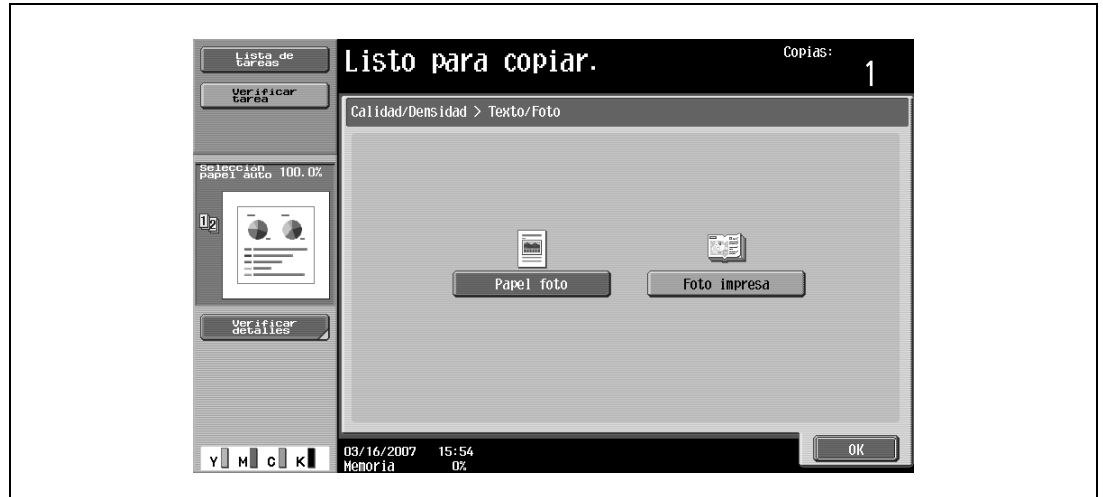 Lista de
tareas
Verificar
tarea
Listo para copiar.
Copias:
1
Calidad/Densidad > Texto/Foto
Selección
papel auto 100.0%
12
Papel foto
Foto impresa
Verificar
detalles
Y M C K
03/16/2007 15:54
Memoria 0%
OK